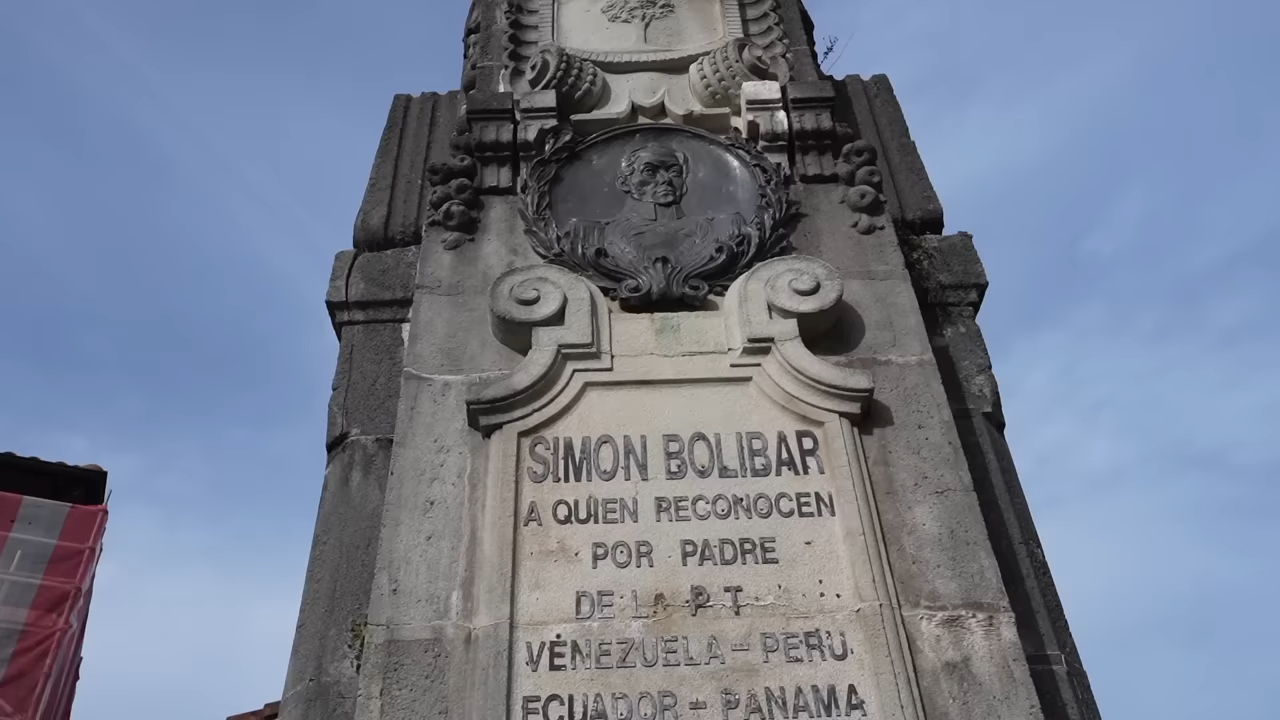 SIMON BOLIBAR
A QUIEN RECONOCEN
POR PADRE
DE L
VENEZUELA - PERU
ECUADOR - PANAMA